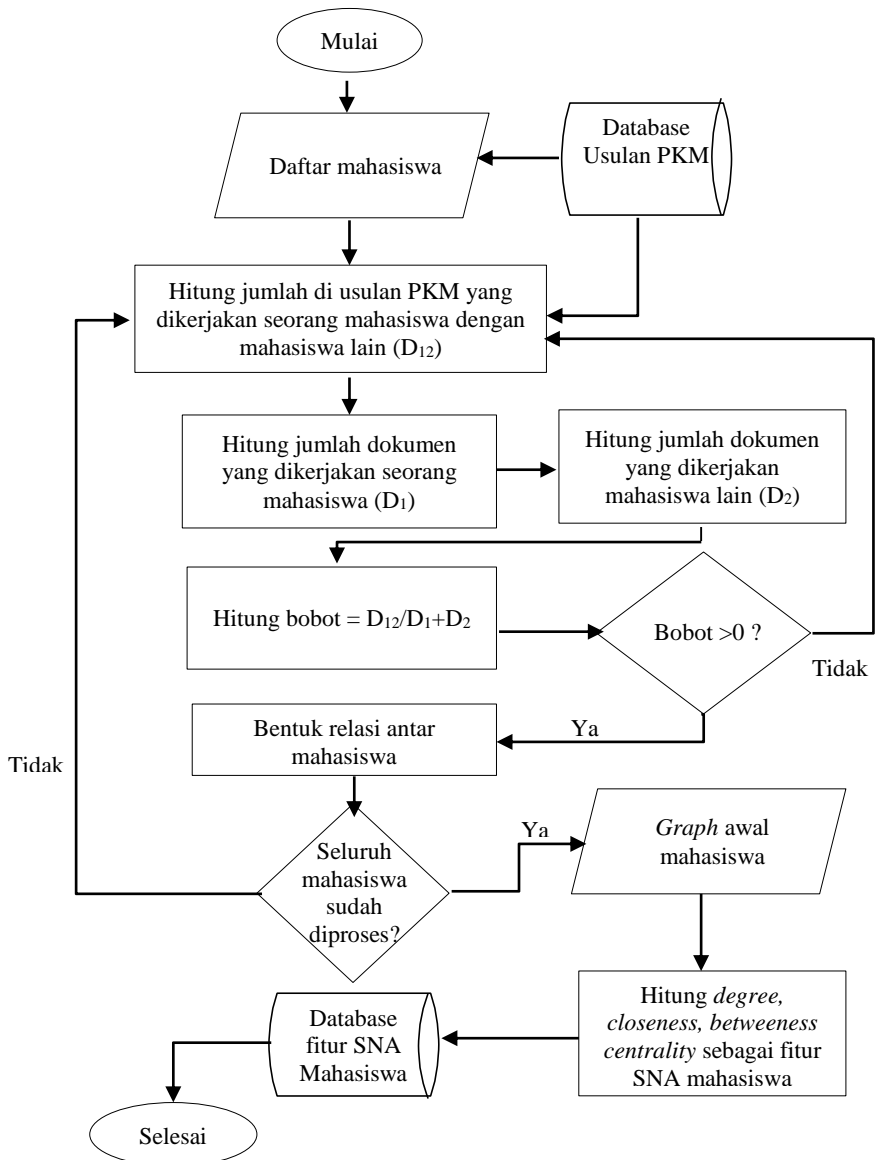 Mulai
Daftar mahasiswa
Database
Usulan PKM
Hitung jumlah di usulan PKM yang
dikerjakan seorang mahasiswa dengan
mahasiswa lain (D₁₂)
Hitung jumlah dokumen
yang dikerjakan seorang
mahasiswa (D₁)
Hitung jumlah dokumen
yang dikerjakan
mahasiswa lain (D₂)
Hitung bobot = D₁₂/D₁+D₂
Bobot >0 ?
Tidak
Ya
Bentuk relasi antar
mahasiswa
Tidak
Seluruh
mahasiswa
sudah
diproses?
Ya
Graph awal
mahasiswa
Hitung degree,
closeness, betweeness
centrality sebagai fitur
SNA mahasiswa
Database
fitur SNA
Mahasiswa
Selesai